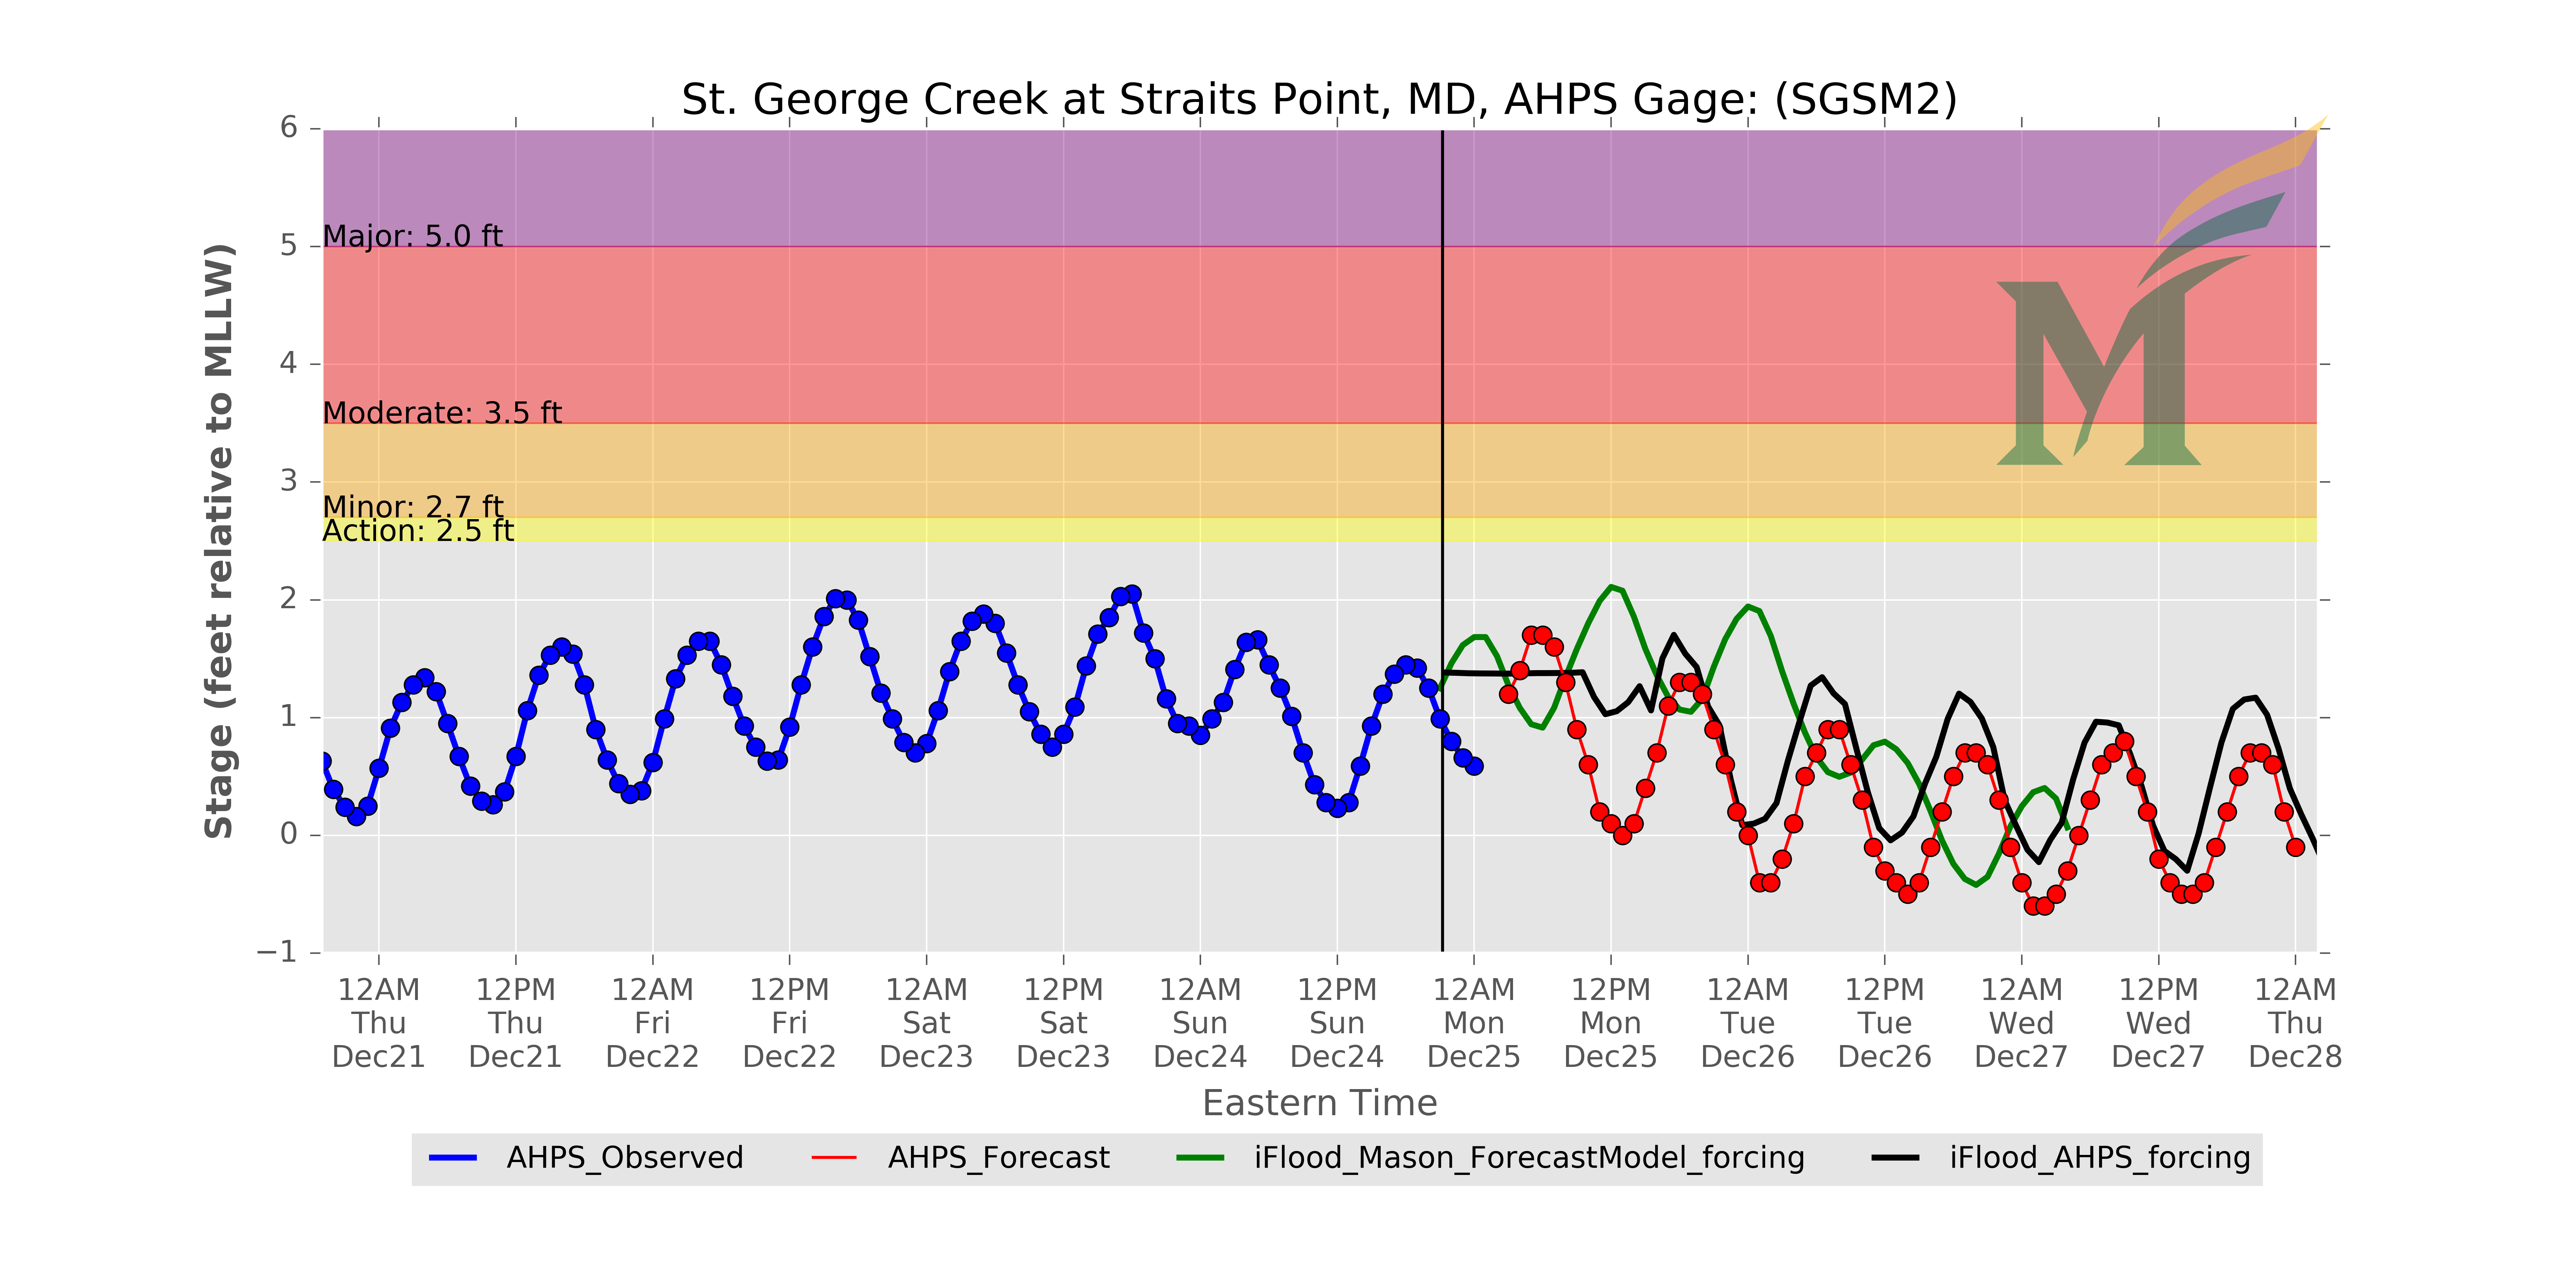 St. George Creek at Straits Point, MD, AHPS Gage: (SGSM2)
Stage (feet relative to MLLW)
6
5
4
3
2
1
0
−1
Major: 5.0 ft
Moderate: 3.5 ft
Minor: 2.7 ft
Action: 2.5 ft
M
12AM 12PM 12AM 12PM 12AM 12PM 12AM 12PM 12AM 12PM 12AM 12PM 12AM 12PM 12AM
Thu Thu Fri Fri Sat Sat Sun Sun Mon Mon Tue Tue Wed Wed Thu
Dec21 Dec21 Dec22 Dec22 Dec23 Dec23 Dec24 Dec24 Dec25 Dec25 Dec26 Dec26 Dec27 Dec27 Dec28
Eastern Time
AHPS_Observed AHPS_Forecast iFlood_Mason_ForecastModel_forcing iFlood_AHPS_forcing